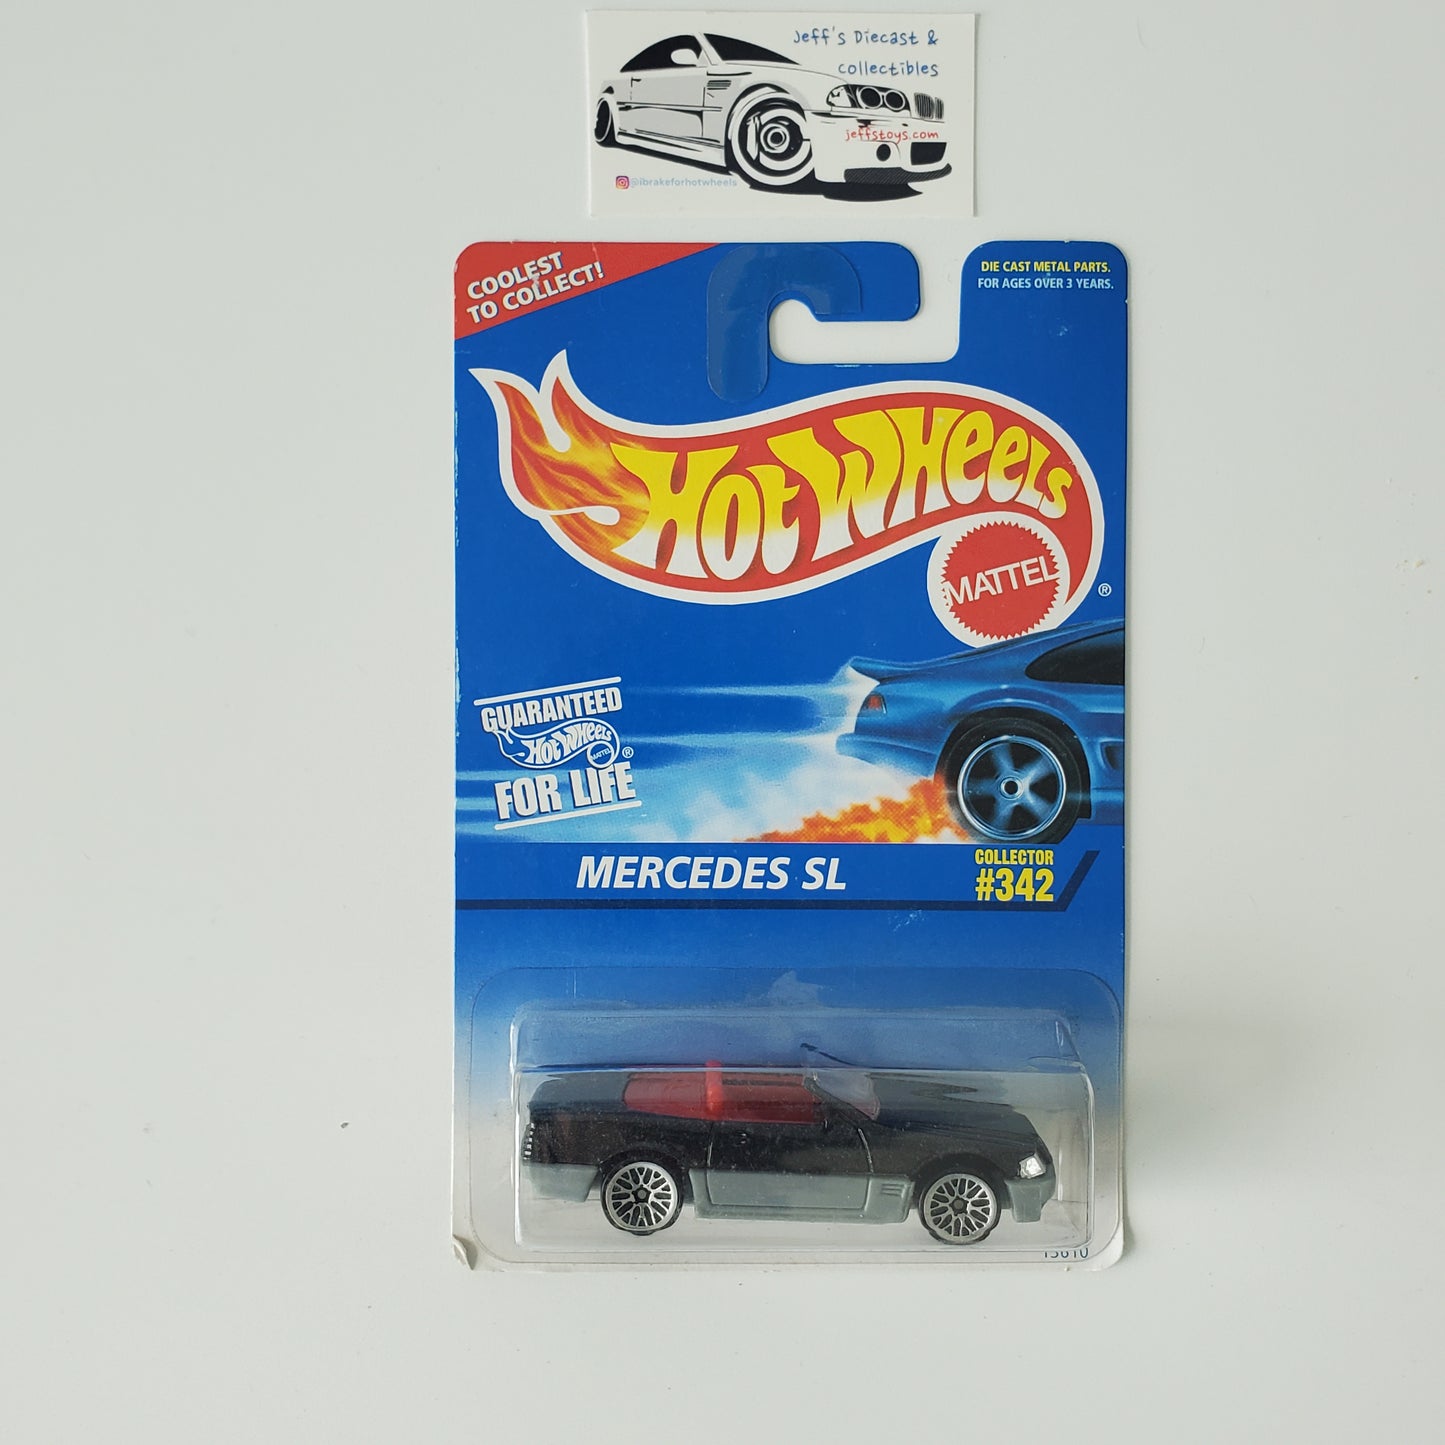 Jeff's Diecast &
collectibles
jeffstoys.com
@ibrakeforhotwheels
COOLEST
TO COLLECT!
DIE CAST METAL PARTS.
FOR AGES OVER 3 YEARS.
HOT WHEELS
MATTEL
®
GUARANTEED
HOT WHEELS
MATTEL
®
FOR LIFE
MERCEDES SL
COLLECTOR
#342